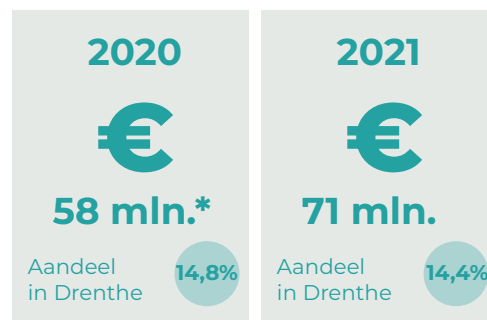 2020
€
58 mln.*
Aandeel
in Drenthe
14,8%
2021
€
71 mln.
Aandeel
in Drenthe
14,4%